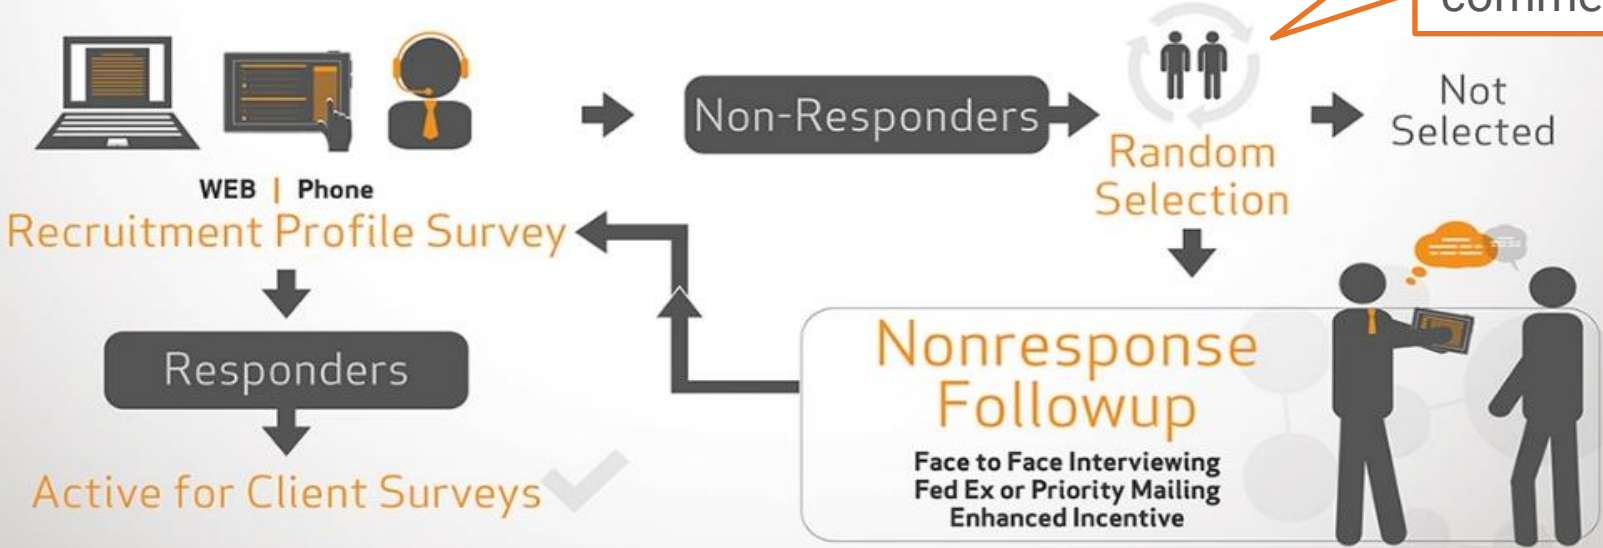 WEB | Phone
Recruitment Profile Survey
Responders
Active for Client Surveys
Non-Responders
Random
Selection
Not
Selected
Nonresponse
Followup
Face to Face Interviewing
Fed Ex or Priority Mailing
Enhanced Incentive